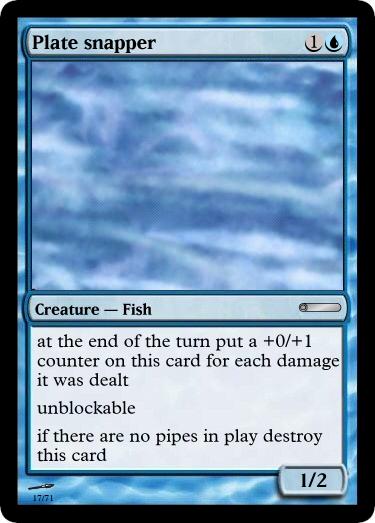 Plate snapper 1
Creature — Fish
at the end of the turn put a +0/+1
counter on this card for each damage
it was dealt
unblockable
if there are no pipes in play destroy
this card
1/2
17/71